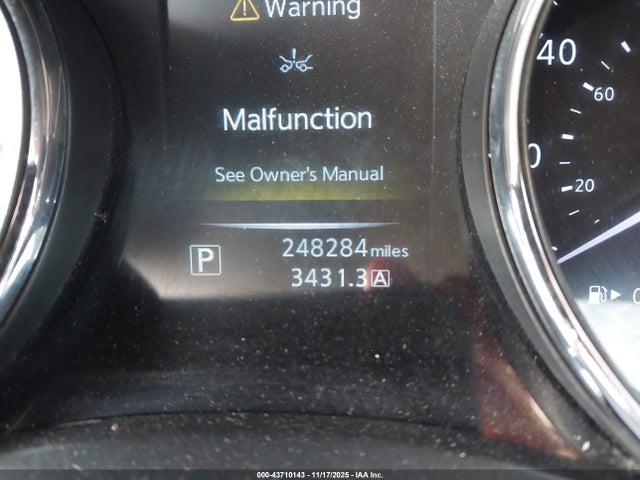 Warning
Malfunction
See Owner's Manual
P 248284 miles
3431.3 A
40
60
0
20
000-43710143 - 11/17/2025 - IAA Inc.